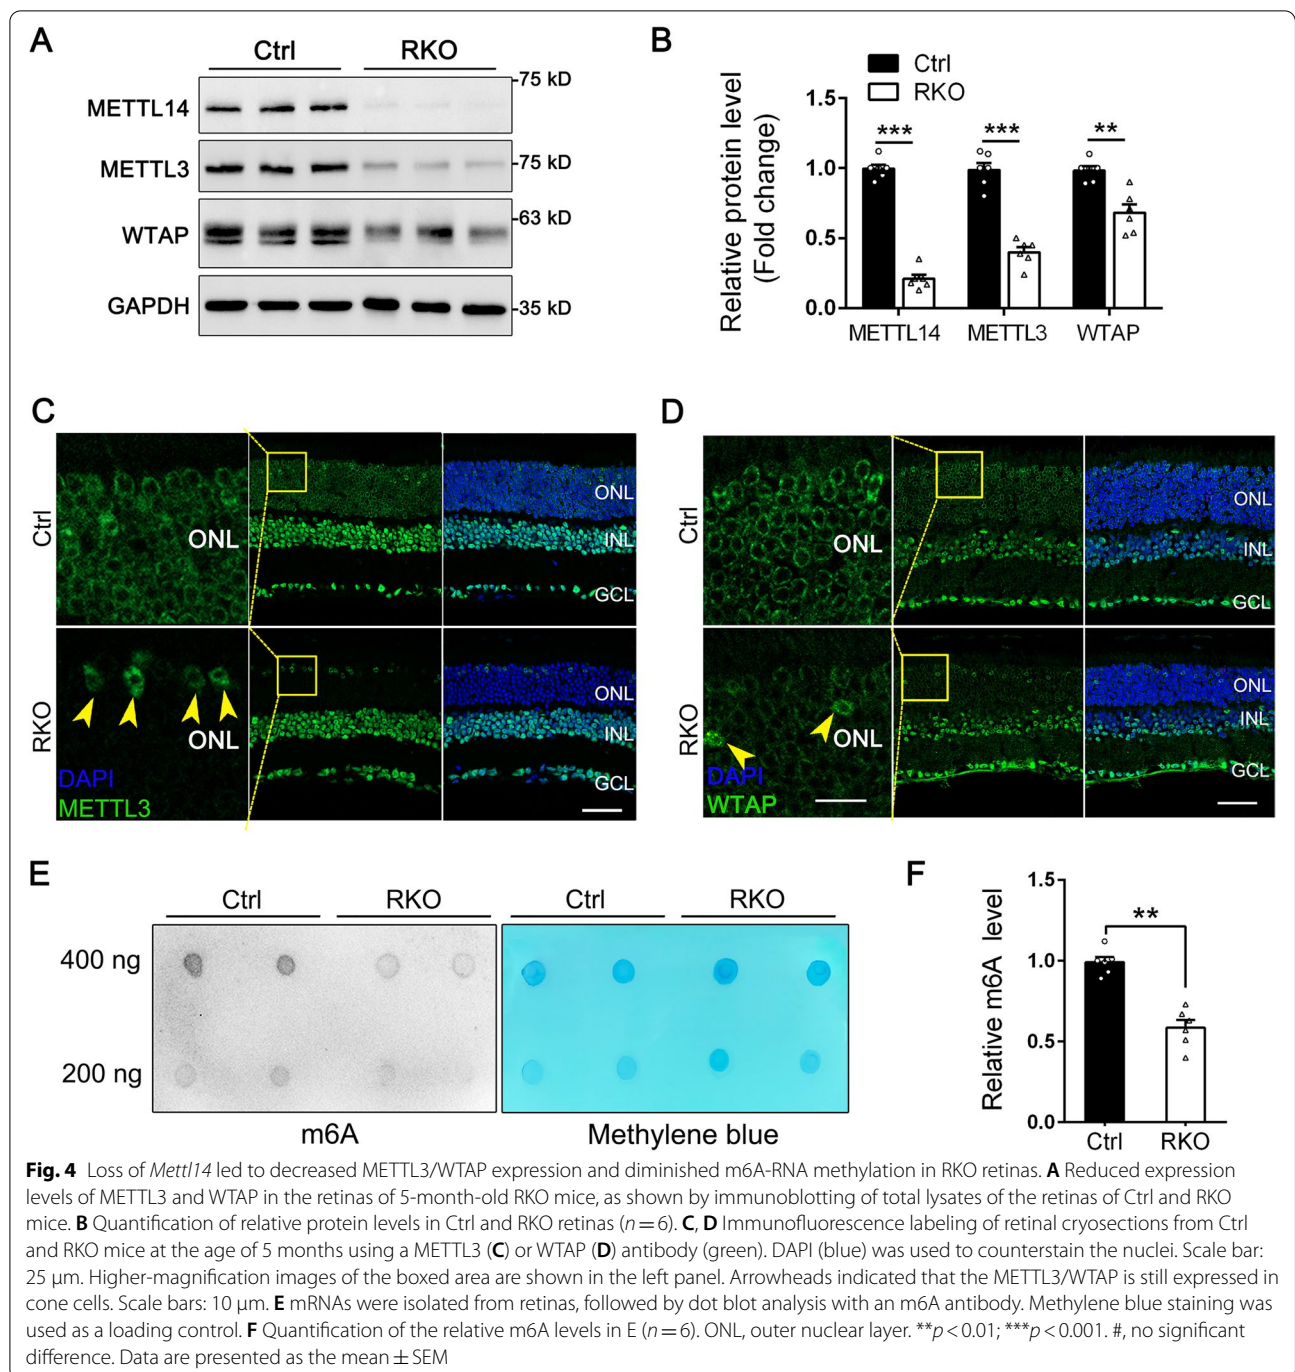 A
Ctrl
RKO
METTL14
-75 kD
METTL3
-75 kD
WTAP
-63 kD
GAPDH
-35 kD
B
Ctrl
RKO
Relative protein level
(Fold change)
1.5
1.0
0.5
0.0
***
***
**
METTL14
METTL3
WTAP
C
Ctrl
ONL
ONL
INL
GCL
RKO
ONL
DAPI
METTL3
ONL
INL
GCL
D
Ctrl
ONL
ONL
INL
GCL
RKO
ONL
DAPI
WTAP
ONL
INL
GCL
E
Ctrl
RKO
Ctrl
RKO
400 ng
200 ng
m6A
Methylene blue
F
Relative m6A level
1.5
1.0
0.5
0.0
**
Ctrl
RKO
Fig. 4 Loss of Mettl14 led to decreased METTL3/WTAP expression and diminished m6A-RNA methylation in RKO retinas. A Reduced expression
levels of METTL3 and WTAP in the retinas of 5-month-old RKO mice, as shown by immunoblotting of total lysates of the retinas of Ctrl and RKO
mice. B Quantification of relative protein levels in Ctrl and RKO retinas (n = 6). C, D Immunofluorescence labeling of retinal cryosections from Ctrl
and RKO mice at the age of 5 months using a METTL3 (C) or WTAP (D) antibody (green). DAPI (blue) was used to counterstain the nuclei. Scale bar:
25 μm. Higher-magnification images of the boxed area are shown in the left panel. Arrowheads indicated that the METTL3/WTAP is still expressed in
cone cells. Scale bars: 10 μm. E mRNAs were isolated from retinas, followed by dot blot analysis with an m6A antibody. Methylene blue staining was
used as a loading control. F Quantification of the relative m6A levels in E (n = 6). ONL, outer nuclear layer. **p < 0.01; ***p < 0.001. #, no significant
difference. Data are presented as the mean ± SEM